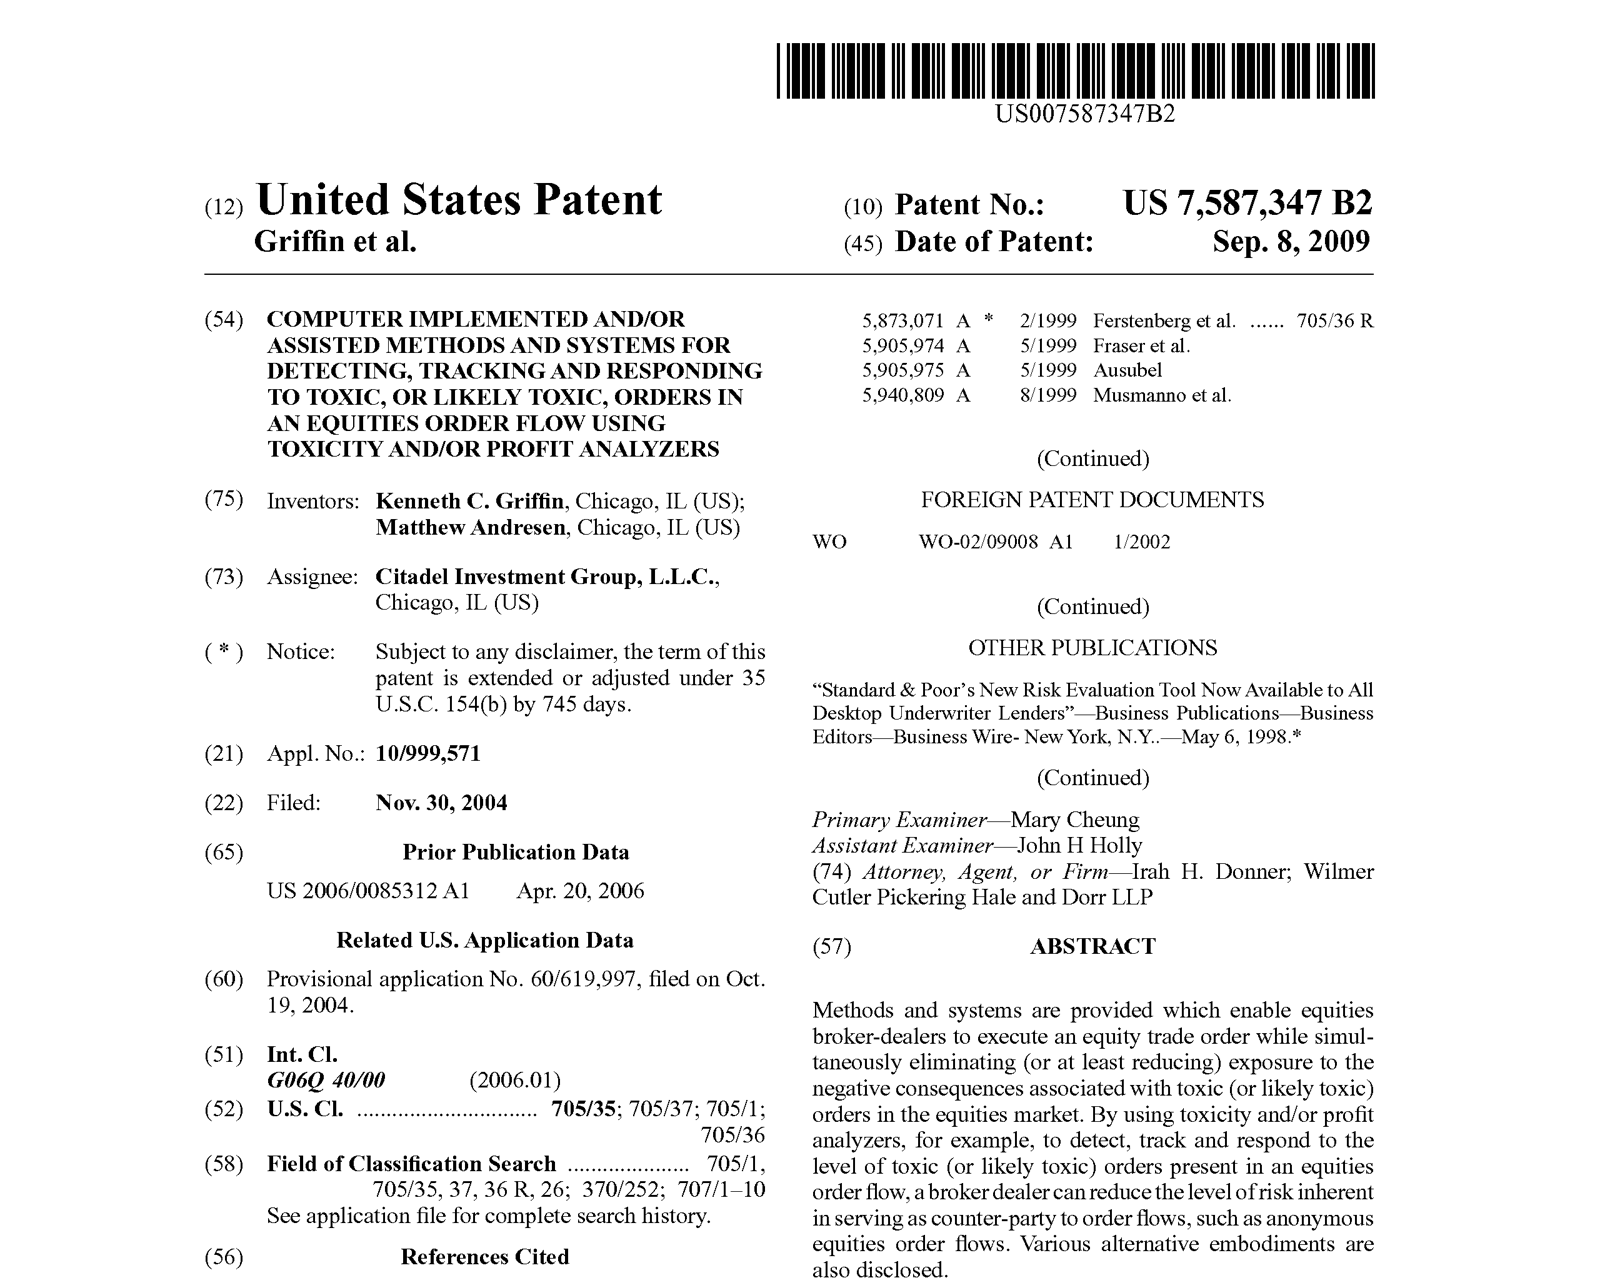 US007587347B2
(12) United States Patent
Griffin et al.
(10) Patent No.: US 7,587,347 B2
(45) Date of Patent: Sep. 8, 2009
(54) COMPUTER IMPLEMENTED AND/OR
ASSISTED METHODS AND SYSTEMS FOR
DETECTING, TRACKING AND RESPONDING
TO TOXIC, OR LIKELY TOXIC, ORDERS IN
AN EQUITIES ORDER FLOW USING
TOXICITY AND/OR PROFIT ANALYZERS
(75) Inventors: Kenneth C. Griffin, Chicago, IL (US);
Matthew Andresen, Chicago, IL (US)
(73) Assignee: Citadel Investment Group, L.L.C.,
Chicago, IL (US)
( * ) Notice: Subject to any disclaimer, the term of this
patent is extended or adjusted under 35
U.S.C. 154(b) by 745 days.
(21) Appl. No.: 10/999,571
(22) Filed: Nov. 30, 2004
(65) Prior Publication Data
US 2006/0085312 A1 Apr. 20, 2006
Related U.S. Application Data
(60) Provisional application No. 60/619,997, filed on Oct.
19, 2004.
(51) Int. Cl.
G06Q 40/00 (2006.01)
(52) U.S. Cl. ............................... 705/35; 705/37; 705/1;
705/36
(58) Field of Classification Search ..................... 705/1,
705/35, 37, 36 R, 26; 370/252; 707/1–10
See application file for complete search history.
(56) References Cited
5,873,071 A * 2/1999 Ferstenberg et al. ...... 705/36 R
5,905,974 A 5/1999 Fraser et al.
5,905,975 A 5/1999 Ausubel
5,940,809 A 8/1999 Musmanno et al.
(Continued)
FOREIGN PATENT DOCUMENTS
WO WO-02/09008 A1 1/2002
(Continued)
OTHER PUBLICATIONS
“Standard & Poor’s New Risk Evaluation Tool Now Available to All
Desktop Underwriter Lenders”—Business Publications—Business
Editors—Business Wire- New York, N.Y..—May 6, 1998.*
(Continued)
Primary Examiner—Mary Cheung
Assistant Examiner—John H Holly
(74) Attorney, Agent, or Firm—Irah H. Donner; Wilmer
Cutler Pickering Hale and Dorr LLP
(57) ABSTRACT
Methods and systems are provided which enable equities
broker-dealers to execute an equity trade order while simul-
taneously eliminating (or at least reducing) exposure to the
negative consequences associated with toxic (or likely toxic)
orders in the equities market. By using toxicity and/or profit
analyzers, for example, to detect, track and respond to the
level of toxic (or likely toxic) orders present in an equities
order flow, a broker dealer can reduce the level of risk inherent
in serving as counter-party to order flows, such as anonymous
equities order flows. Various alternative embodiments are
also disclosed.